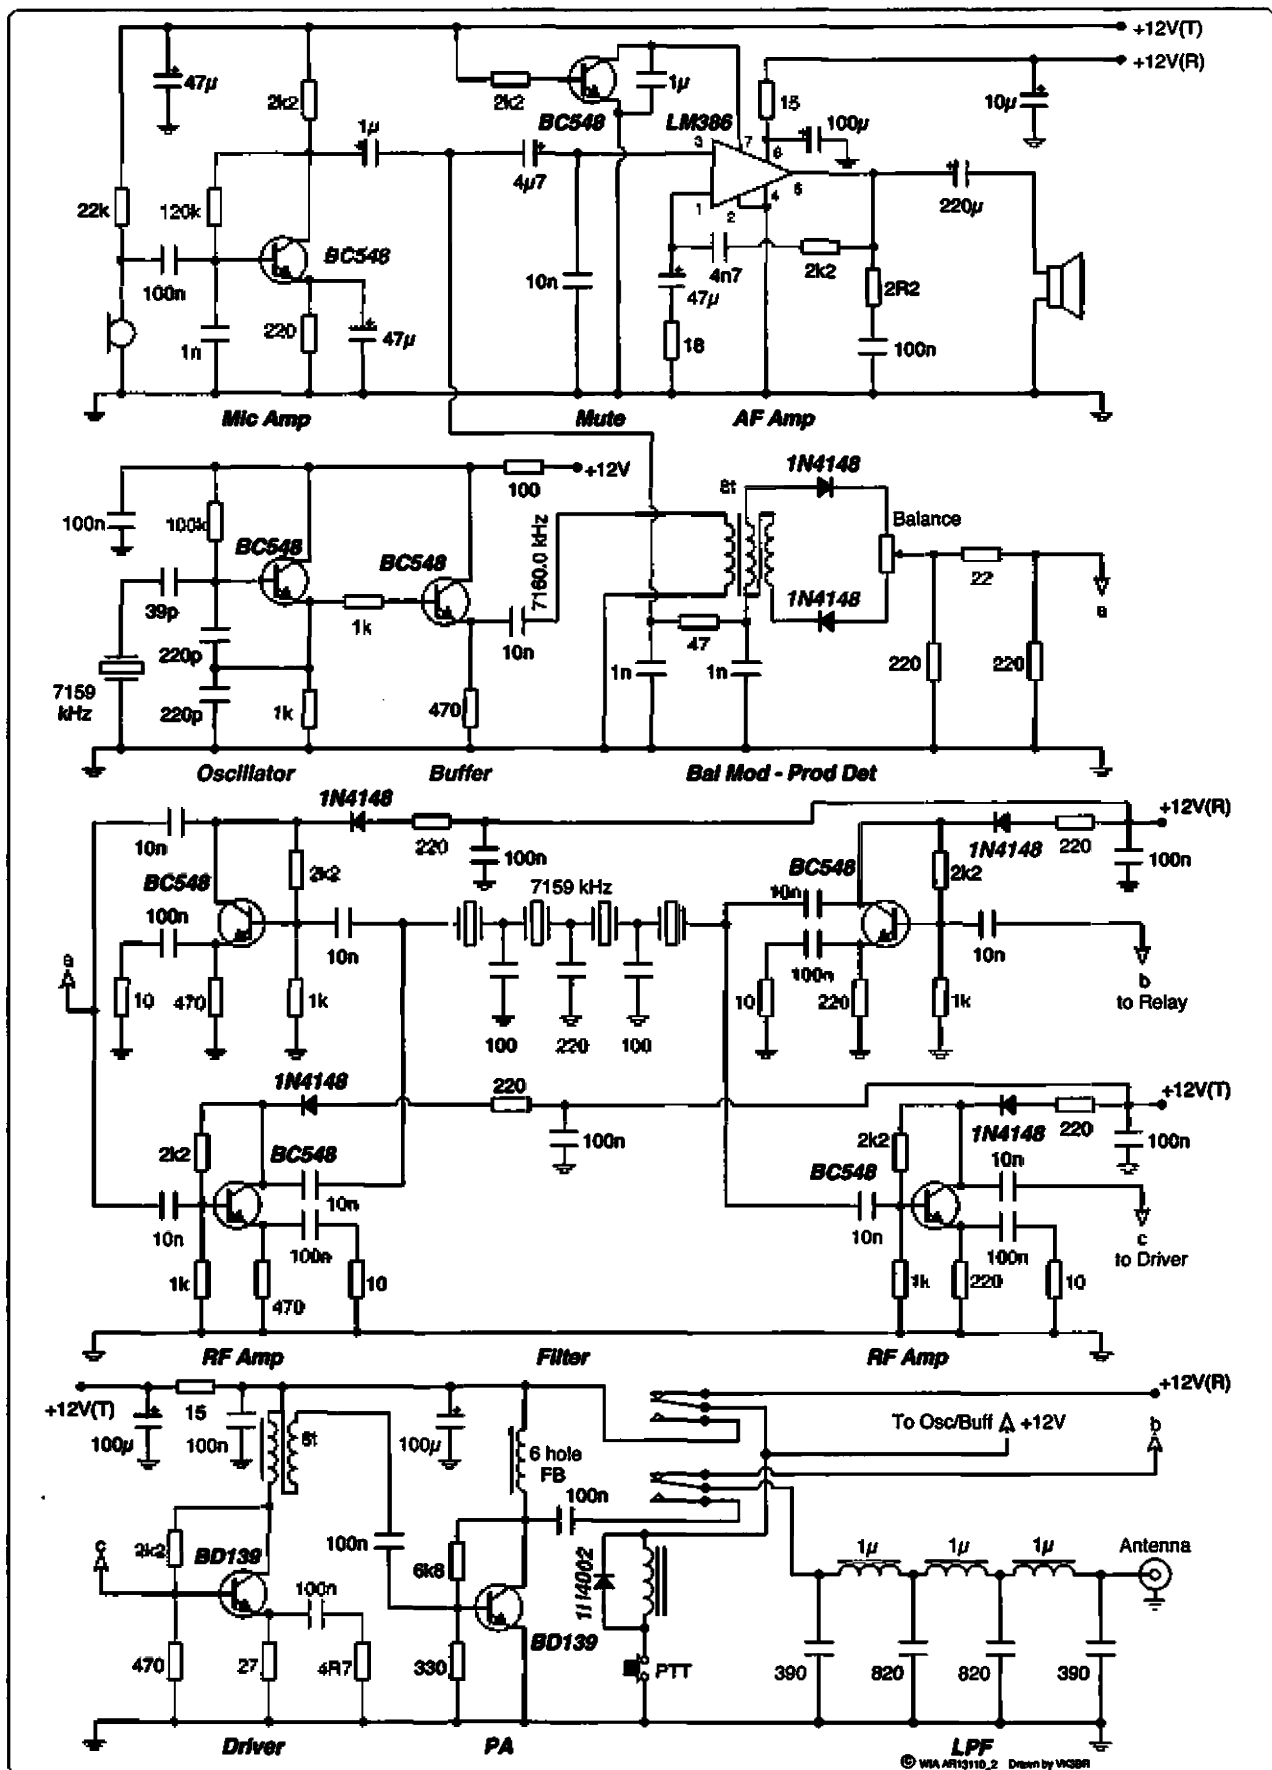 +12V(T)
+12V(R)
47µ
2k2
1µ
2k2
BC548
1µ
LM386
15
100µ
10µ
3
7
6
5
1
2
4
4µ7
220µ
22k
120k
BC548
100n
10n
4n7
2k2
47µ
2R2
1n
220
47µ
18
100n
Mic Amp
Mute
AF Amp
+12V
100
1N4148
8t
100n
100k
BC548
BC548
7160.0 kHz
Balance
22
a
39p
1k
10n
1N4148
47
220p
1n
1n
220
220
7159
kHz
220p
1k
470
Oscillator
Buffer
Bal Mod - Prod Det
1N4148
+12V(R)
10n
220
100n
1N4148
220
100n
BC548
2k2
7159 kHz
BC548
10n
2k2
100n
10n
100n
10n
a
10
470
1k
100
220
100
10
220
1k
b
to Relay
1N4148
220
+12V(T)
2k2
BC548
100n
2k2
1N4148
220
100n
BC548
10n
10n
10n
100n
10n
100n
c
to Driver
1k
470
10
1k
220
10
RF Amp
Filter
RF Amp
+12V(T)
15
100µ
100n
8t
100µ
6 hole
FB
+12V(R)
To Osc/Buff
+12V
b
100n
c
2k2
BD139
100n
6k8
1N4002
1µ
1µ
1µ
Antenna
100n
BD139
470
27
4R7
330
PTT
390
820
820
390
Driver
PA
LPF
© WIA AR13110_2 Drawn by VK3BR